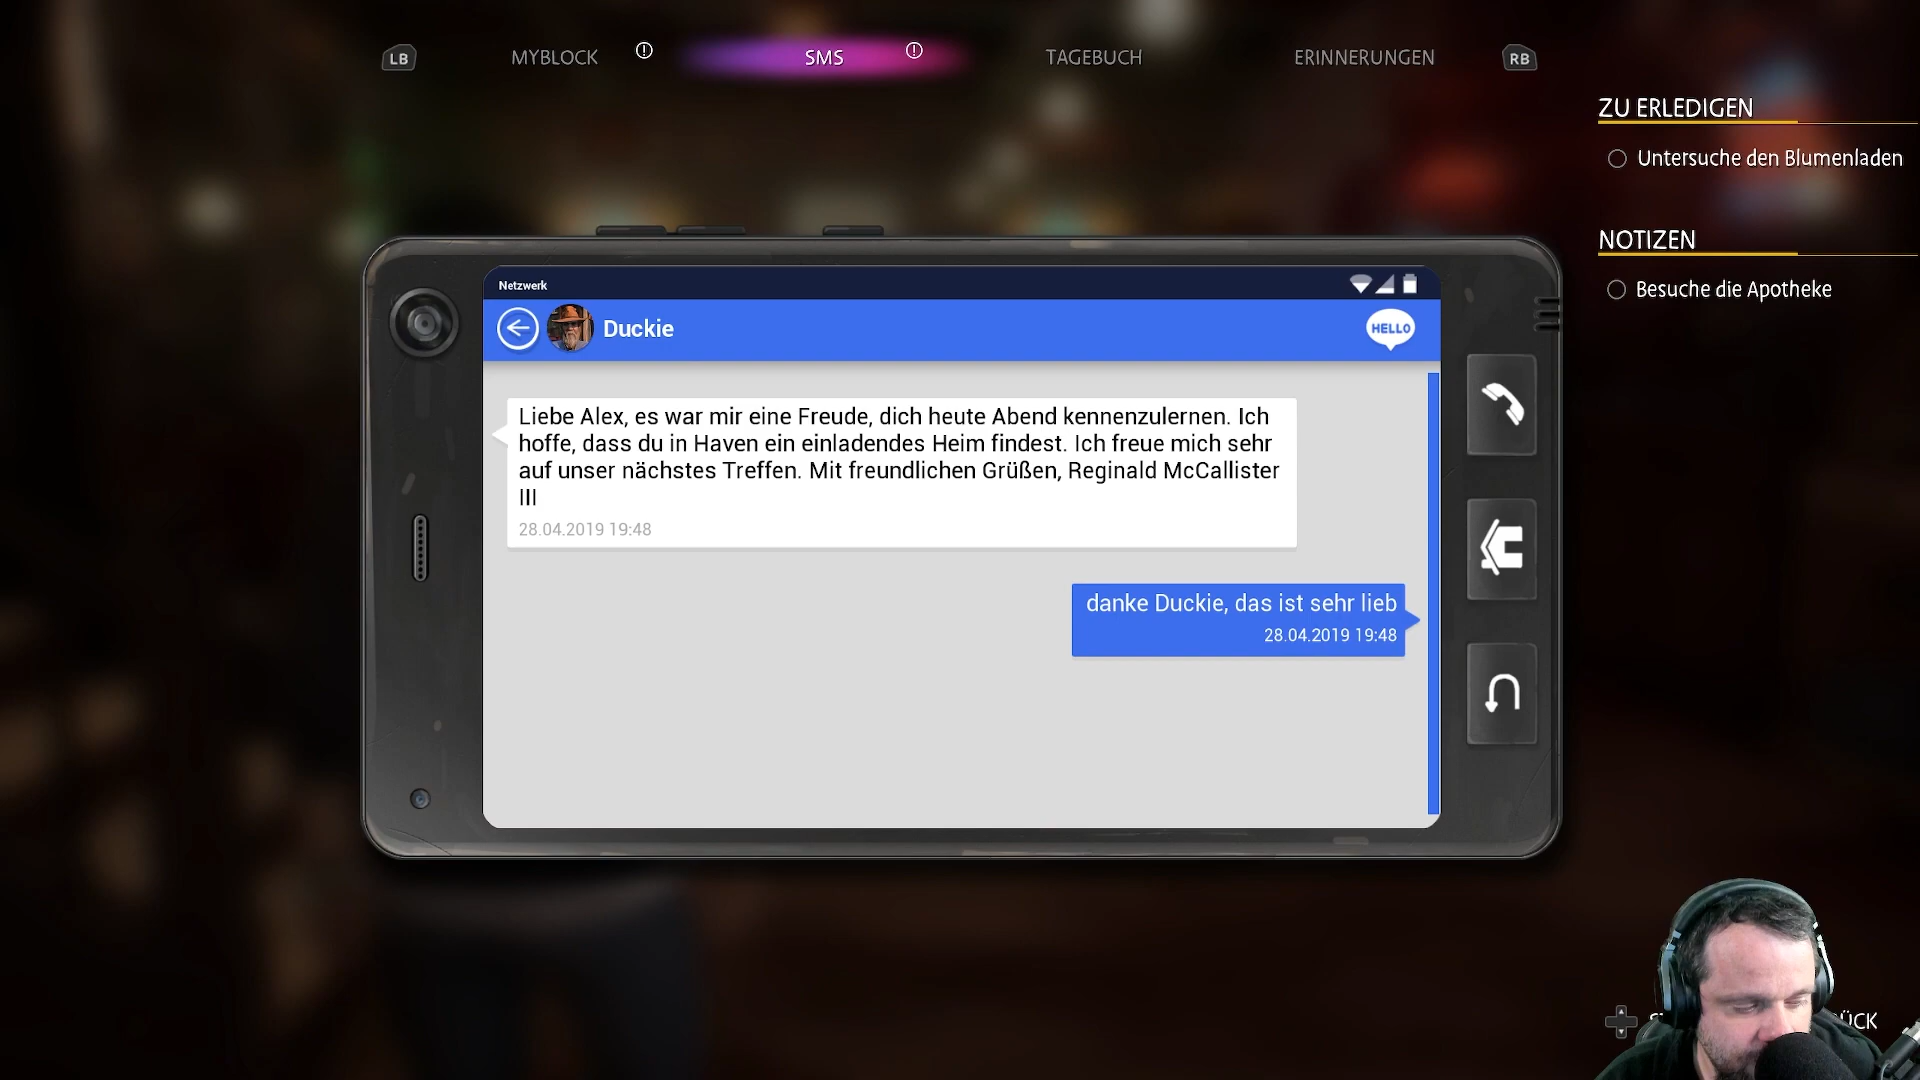 LB
MYBLOCK
SMS
TAGEBUCH
ERINNERUNGEN
RB
ZU ERLEDIGEN
Untersuche den Blumenladen
NOTIZEN
Besuche die Apotheke
Netzwerk
Duckie
HELLO
Liebe Alex, es war mir eine Freude, dich heute Abend kennenzulernen. Ich
hoffe, dass du in Haven ein einladendes Heim findest. Ich freue mich sehr
auf unser nächstes Treffen. Mit freundlichen Grüßen, Reginald McCallister
III
28.04.2019 19:48
danke Duckie, das ist sehr lieb
28.04.2019 19:48